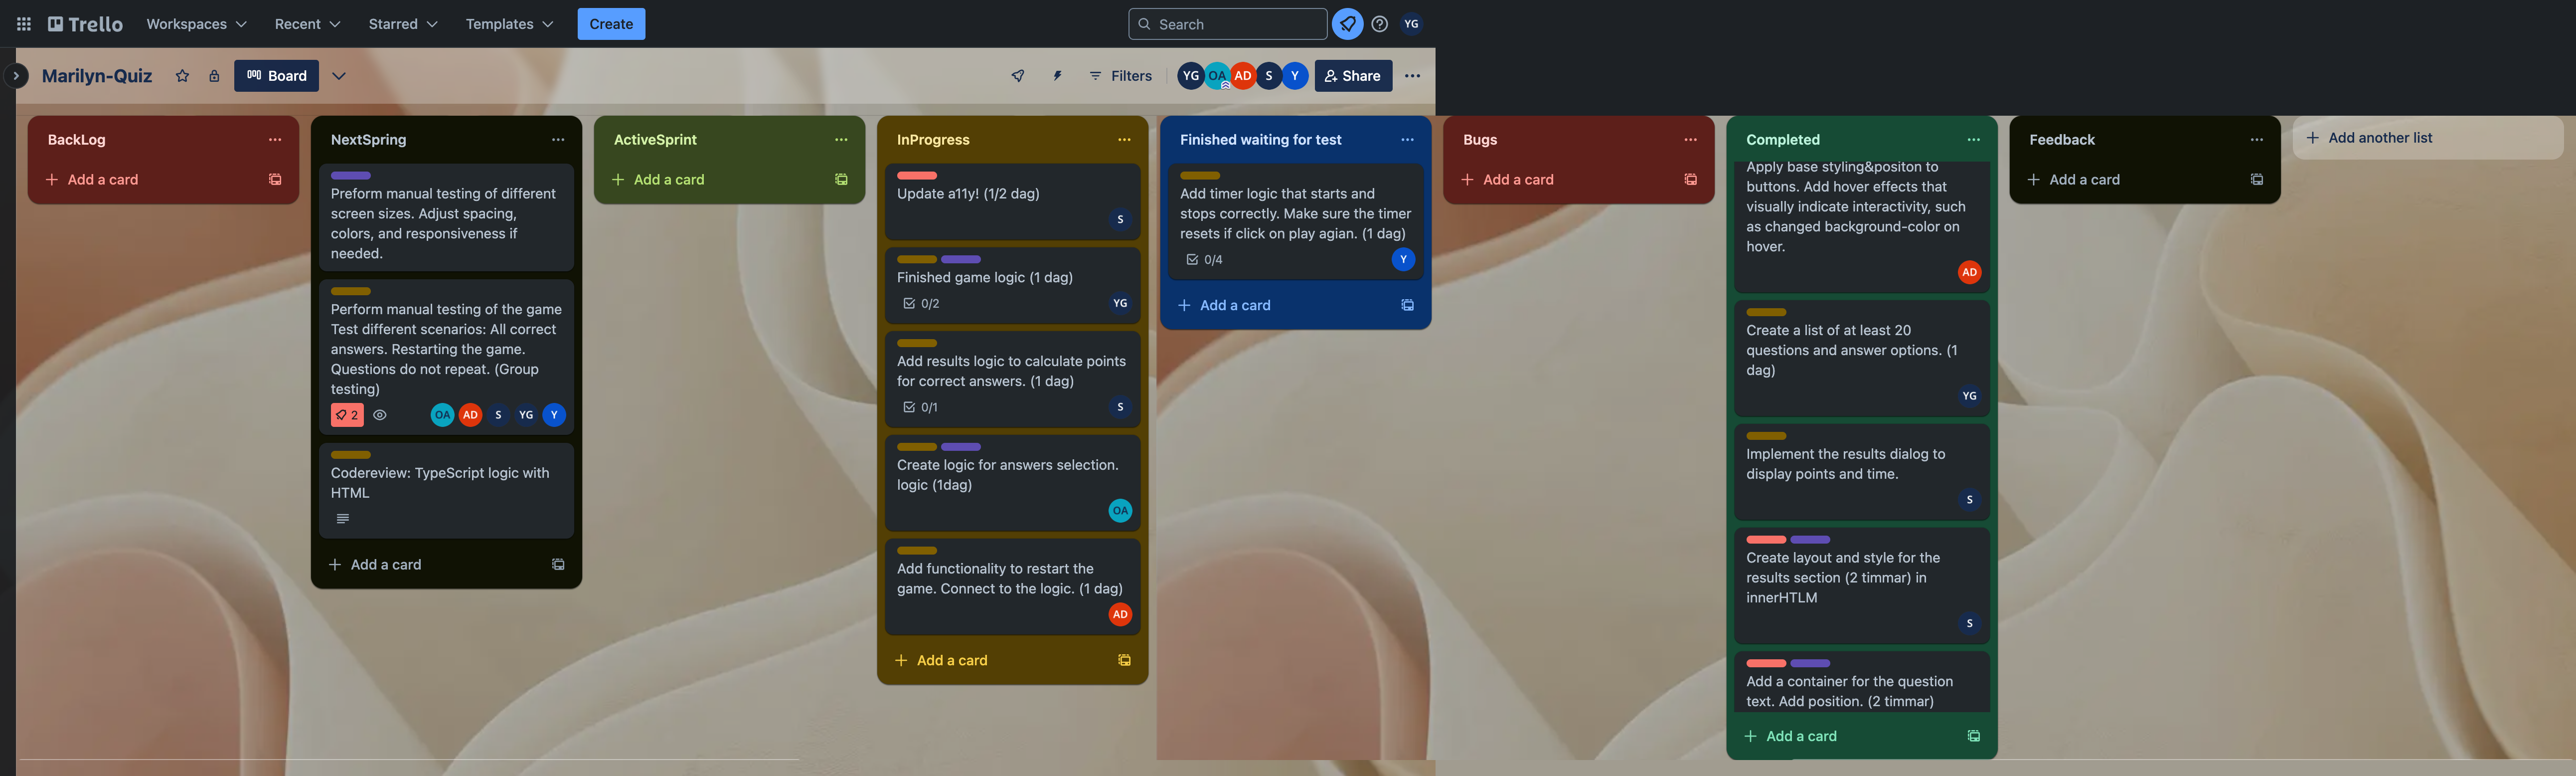 Trello
Workspaces
Recent
Starred
Templates
Create
Search
YG
Marilyn-Quiz
Board
Filters
YG
OA
AD
S
Y
Share
BackLog
Add a card
NextSpring
Preform manual testing of different
screen sizes. Adjust spacing,
colors, and responsiveness if
needed.
Perform manual testing of the game
Test different scenarios: All correct
answers. Restarting the game.
Questions do not repeat. (Group
testing)
2
OA
AD
S
YG
Y
Codereview: TypeScript logic with
HTML
Add a card
ActiveSprint
Add a card
InProgress
Update a11y! (1/2 dag)
S
Finished game logic (1 dag)
0/2
YG
Add results logic to calculate points
for correct answers. (1 dag)
0/1
S
Create logic for answers selection.
logic (1dag)
OA
Add functionality to restart the
game. Connect to the logic. (1 dag)
AD
Add a card
Finished waiting for test
Add timer logic that starts and
stops correctly. Make sure the timer
resets if click on play agian. (1 dag)
0/4
Y
Add a card
Bugs
Add a card
Completed
Apply base styling&positon to
buttons. Add hover effects that
visually indicate interactivity, such
as changed background-color on
hover.
AD
Create a list of at least 20
questions and answer options. (1
dag)
YG
Implement the results dialog to
display points and time.
S
Create layout and style for the
results section (2 timmar) in
innerHTLM
S
Add a container for the question
text. Add position. (2 timmar)
Add a card
Feedback
Add a card
Add another list